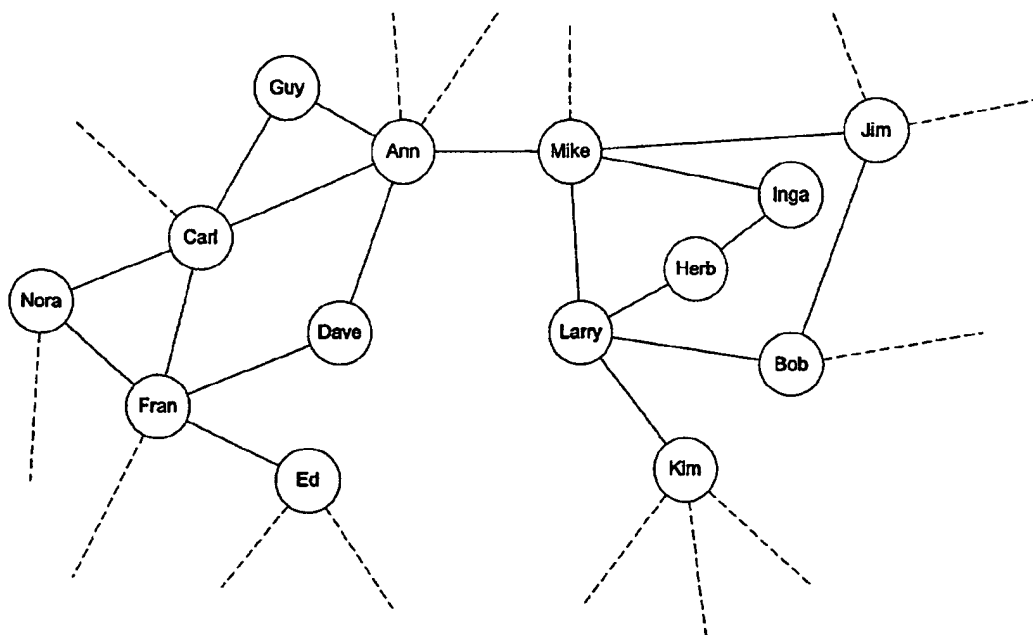 Guy
Ann
Mike
Jim
Inga
Carl
Herb
Nora
Dave
Larry
Bob
Fran
Ed
Kim